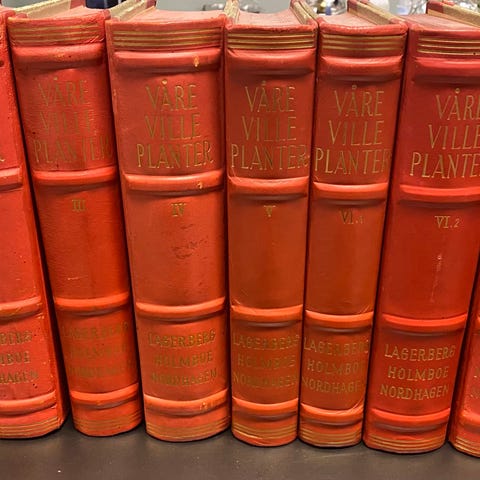 VÅRE
VILLE
PLANTER
III
LAGERBERG
HOLMBOE
NORDHAGEN
VÅRE
VILLE
PLANTER
IV
LAGERBERG
HOLMBOE
NORDHAGEN
VÅRE
VILLE
PLANTER
V
LAGERBERG
HOLMBOE
NORDHAGEN
VÅRE
VILLE
PLANTER
VI.1
LAGERBERG
HOLMBOE
NORDHAGEN
VÅRE
VILLE
PLANTER
VI.2
LAGERBERG
HOLMBOE
NORDHAGEN